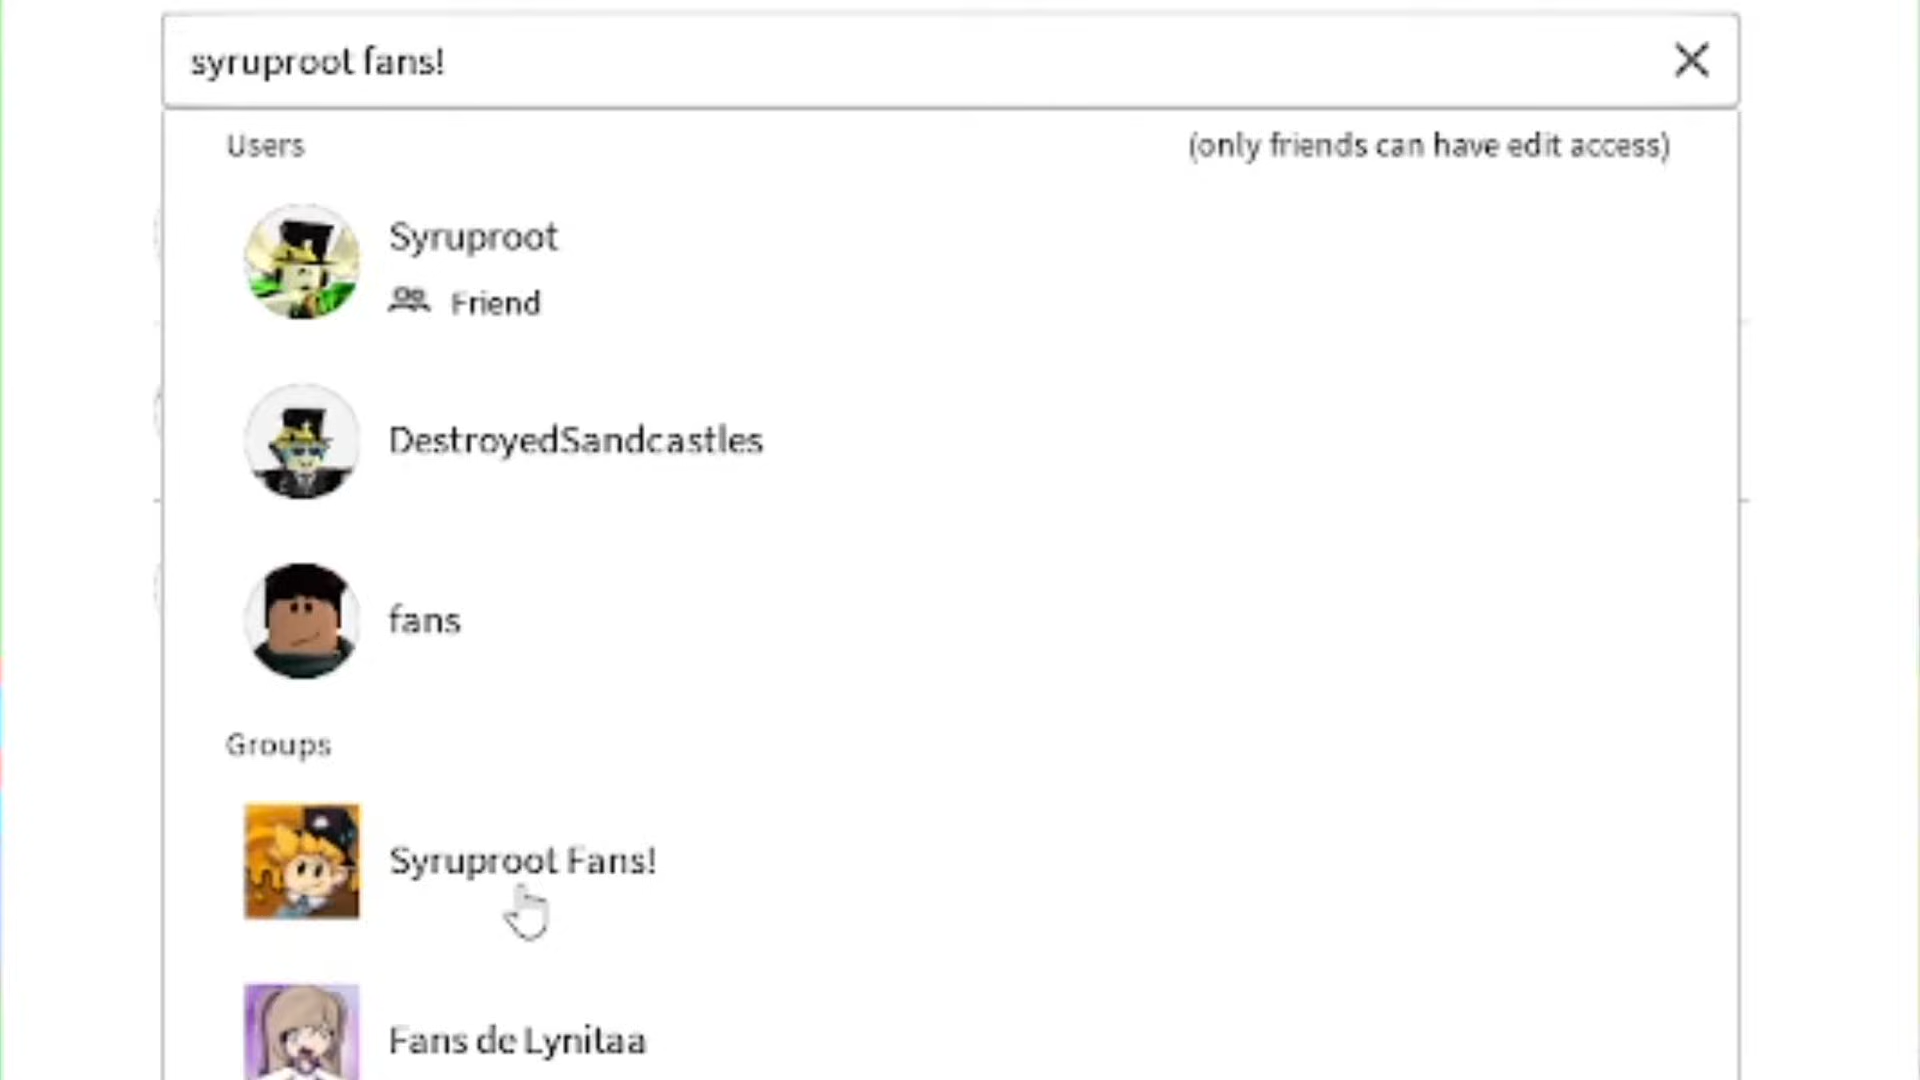 syruproot fans!
Users
(only friends can have edit access)
Syruproot
Friend
DestroyedSandcastles
fans
Groups
Syruproot Fans!
Fans de Lynitaa